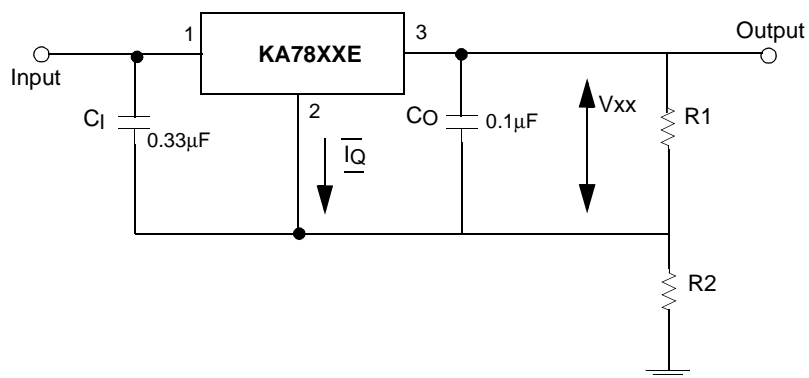 1
KA78XXE
3
Output
Input
CI
0.33μF
2
IQ
CO
0.1μF
Vxx
R1
R2